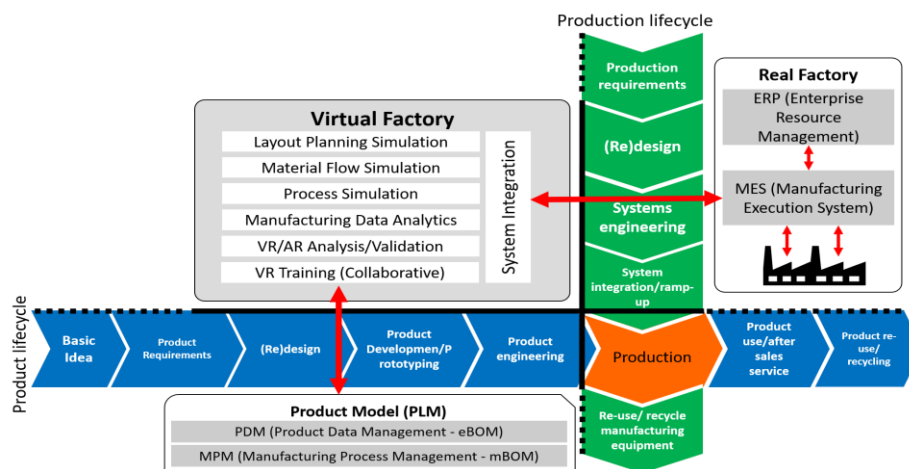 Production lifecycle
Production
requirements
(Re)design
Systems
engineering
System
integration/ramp-
up
Real Factory
ERP (Enterprise
Resource
Management)
MES (Manufacturing
Execution System)
Virtual Factory
Layout Planning Simulation
Material Flow Simulation
Process Simulation
Manufacturing Data Analytics
VR/AR Analysis/Validation
VR Training (Collaborative)
System Integration
Product lifecycle
Basic
Idea
Product
Requirements
(Re)design
Product
Developmen/P
rototyping
Product
engineering
Production
Product
use/after
sales
service
Product re-
use/
recycling
Re-use/ recycle
manufacturing
equipment
Product Model (PLM)
PDM (Product Data Management - eBOM)
MPM (Manufacturing Process Management - mBOM)